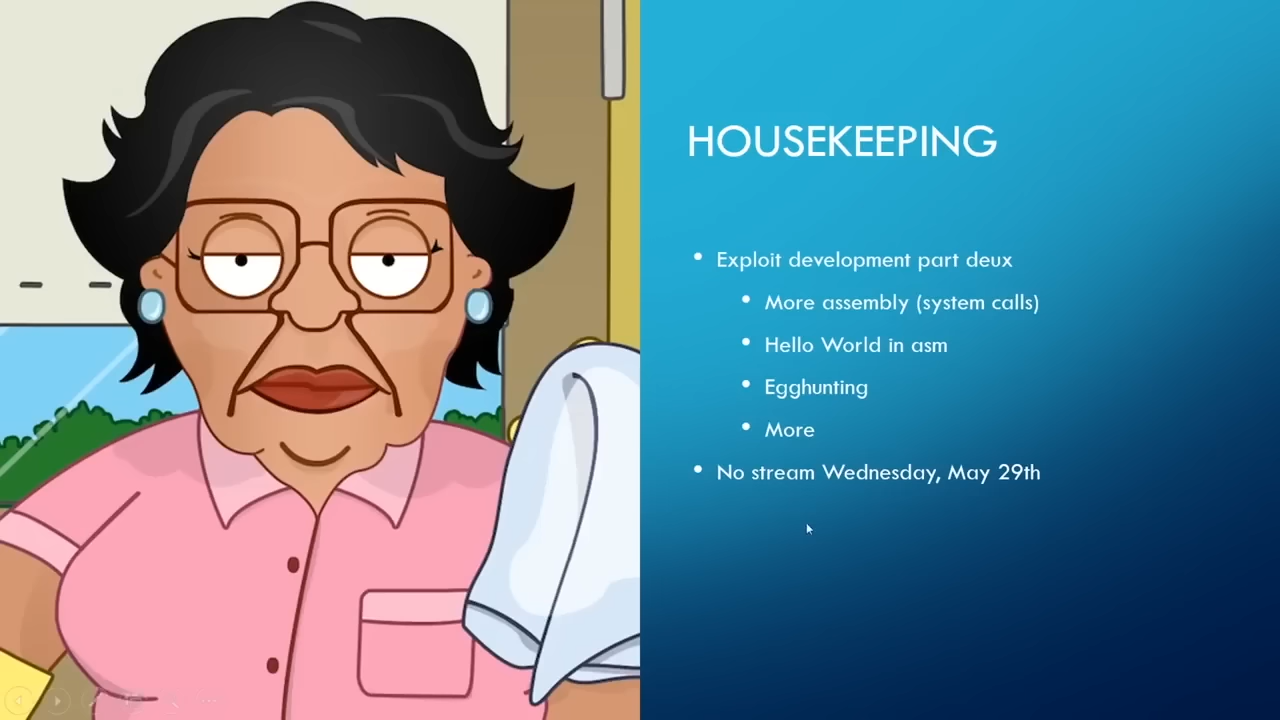 HOUSEKEEPING
• Exploit development part deux
• More assembly (system calls)
• Hello World in asm
• Egghunting
• More
• No stream Wednesday, May 29th